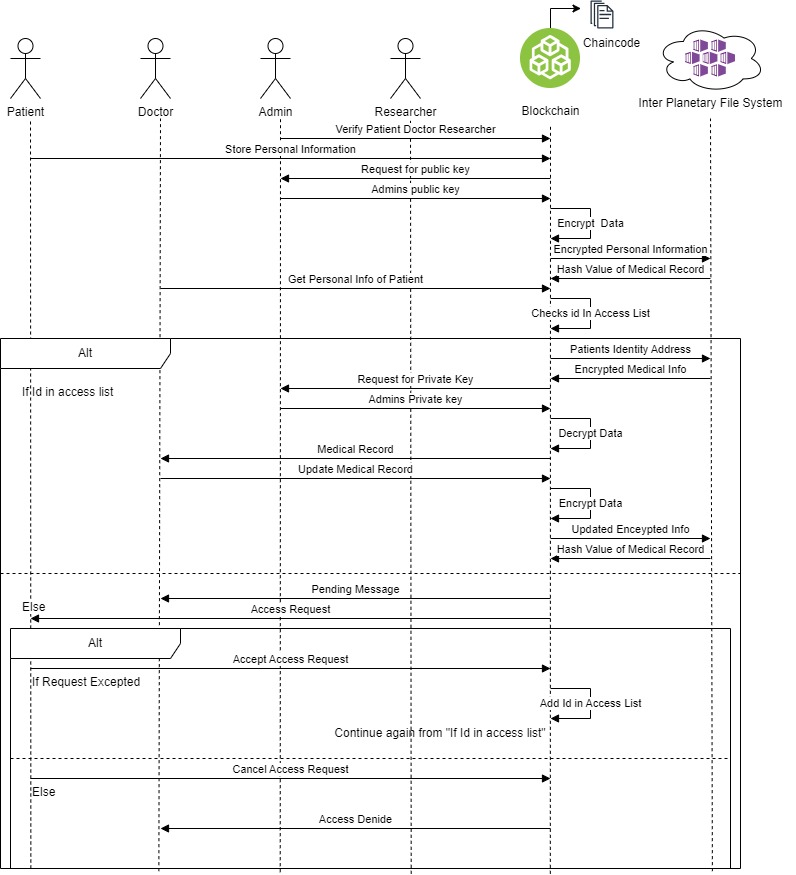 Chaincode
Patient
Doctor
Admin
Researcher
Blockchain
Inter Planetary File System
Verify Patient Doctor Researcher
Store Personal Information
Request for public key
Admins public key
Encrypt Data
Encrypted Personal Information
Hash Value of Medical Record
Get Personal Info of Patient
Checks id In Access List
Alt
Patients Identity Address
Encrypted Medical Info
Request for Private Key
If Id in access list
Admins Private key
Decrypt Data
Medical Record
Update Medical Record
Encrypt Data
Updated Enceypted Info
Hash Value of Medical Record
Pending Message
Else
Access Request
Alt
Accept Access Request
If Request Excepted
Add Id in Access List
Continue again from "If Id in access list"
Cancel Access Request
Else
Access Denide